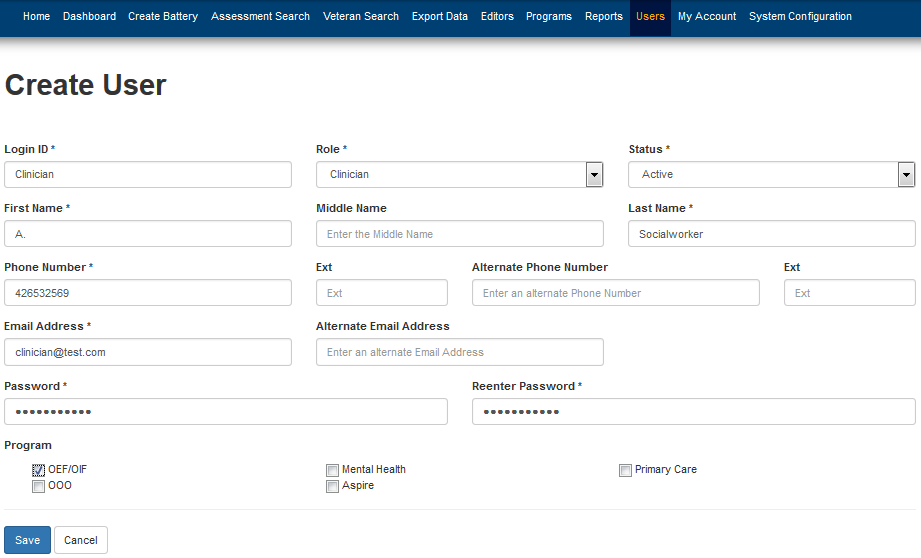 Home Dashboard Create Battery Assessment Search Veteran Search Export Data Editors Programs Reports Users My Account System Configuration
Create User
Login ID * Role * Status *
Clinician Clinician Active
First Name * Middle Name Last Name *
A. Enter the Middle Name Socialworker
Phone Number * Ext Alternate Phone Number Ext
426532569 Ext Enter an alternate Phone Number Ext
Email Address * Alternate Email Address
clinician@test.com Enter an alternate Email Address
Password * Reenter Password *
••••••••••• •••••••••••
Program
OEF/OIF Mental Health Primary Care
OOO Aspire
Save Cancel